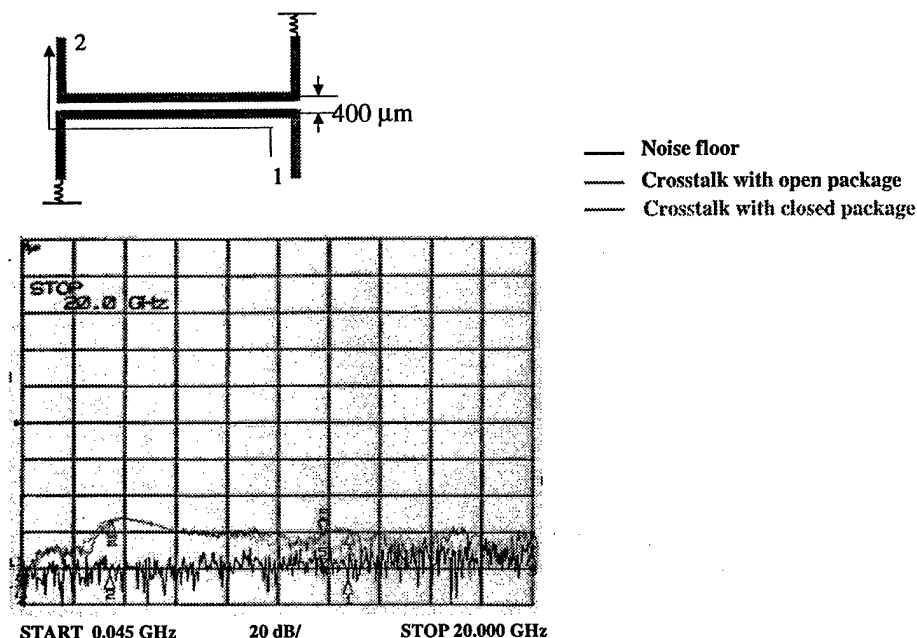 2
400 µm
1
Noise floor
Crosstalk with open package
Crosstalk with closed package
STOP
20.0 GHz
START 0.045 GHz 20 dB/ STOP 20.000 GHz